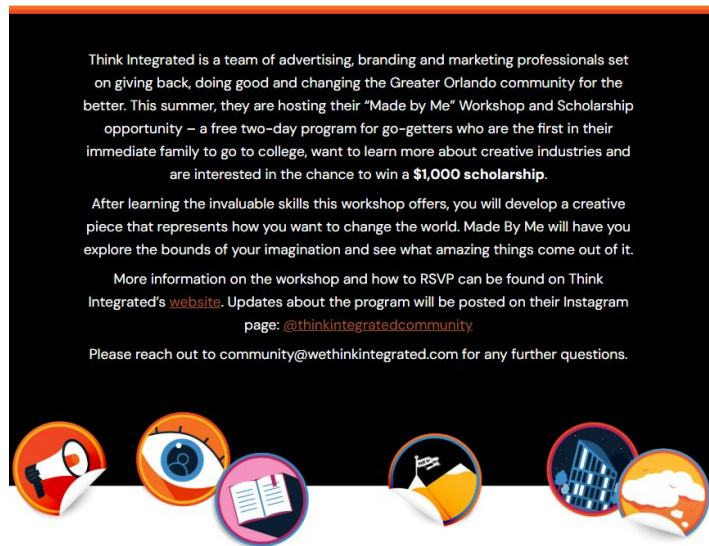 Think Integrated is a team of advertising, branding and marketing professionals set
on giving back, doing good and changing the Greater Orlando community for the
better. This summer, they are hosting their “Made by Me” Workshop and Scholarship
opportunity – a free two-day program for go-getters who are the first in their
immediate family to go to college, want to learn more about creative industries and
are interested in the chance to win a $1,000 scholarship.
After learning the invaluable skills this workshop offers, you will develop a creative
piece that represents how you want to change the world. Made By Me will have you
explore the bounds of your imagination and see what amazing things come out of it.
More information on the workshop and how to RSVP can be found on Think
Integrated’s website. Updates about the program will be posted on their Instagram
page: @thinkintegratedcommunity
Please reach out to community@wethinkintegrated.com for any further questions.